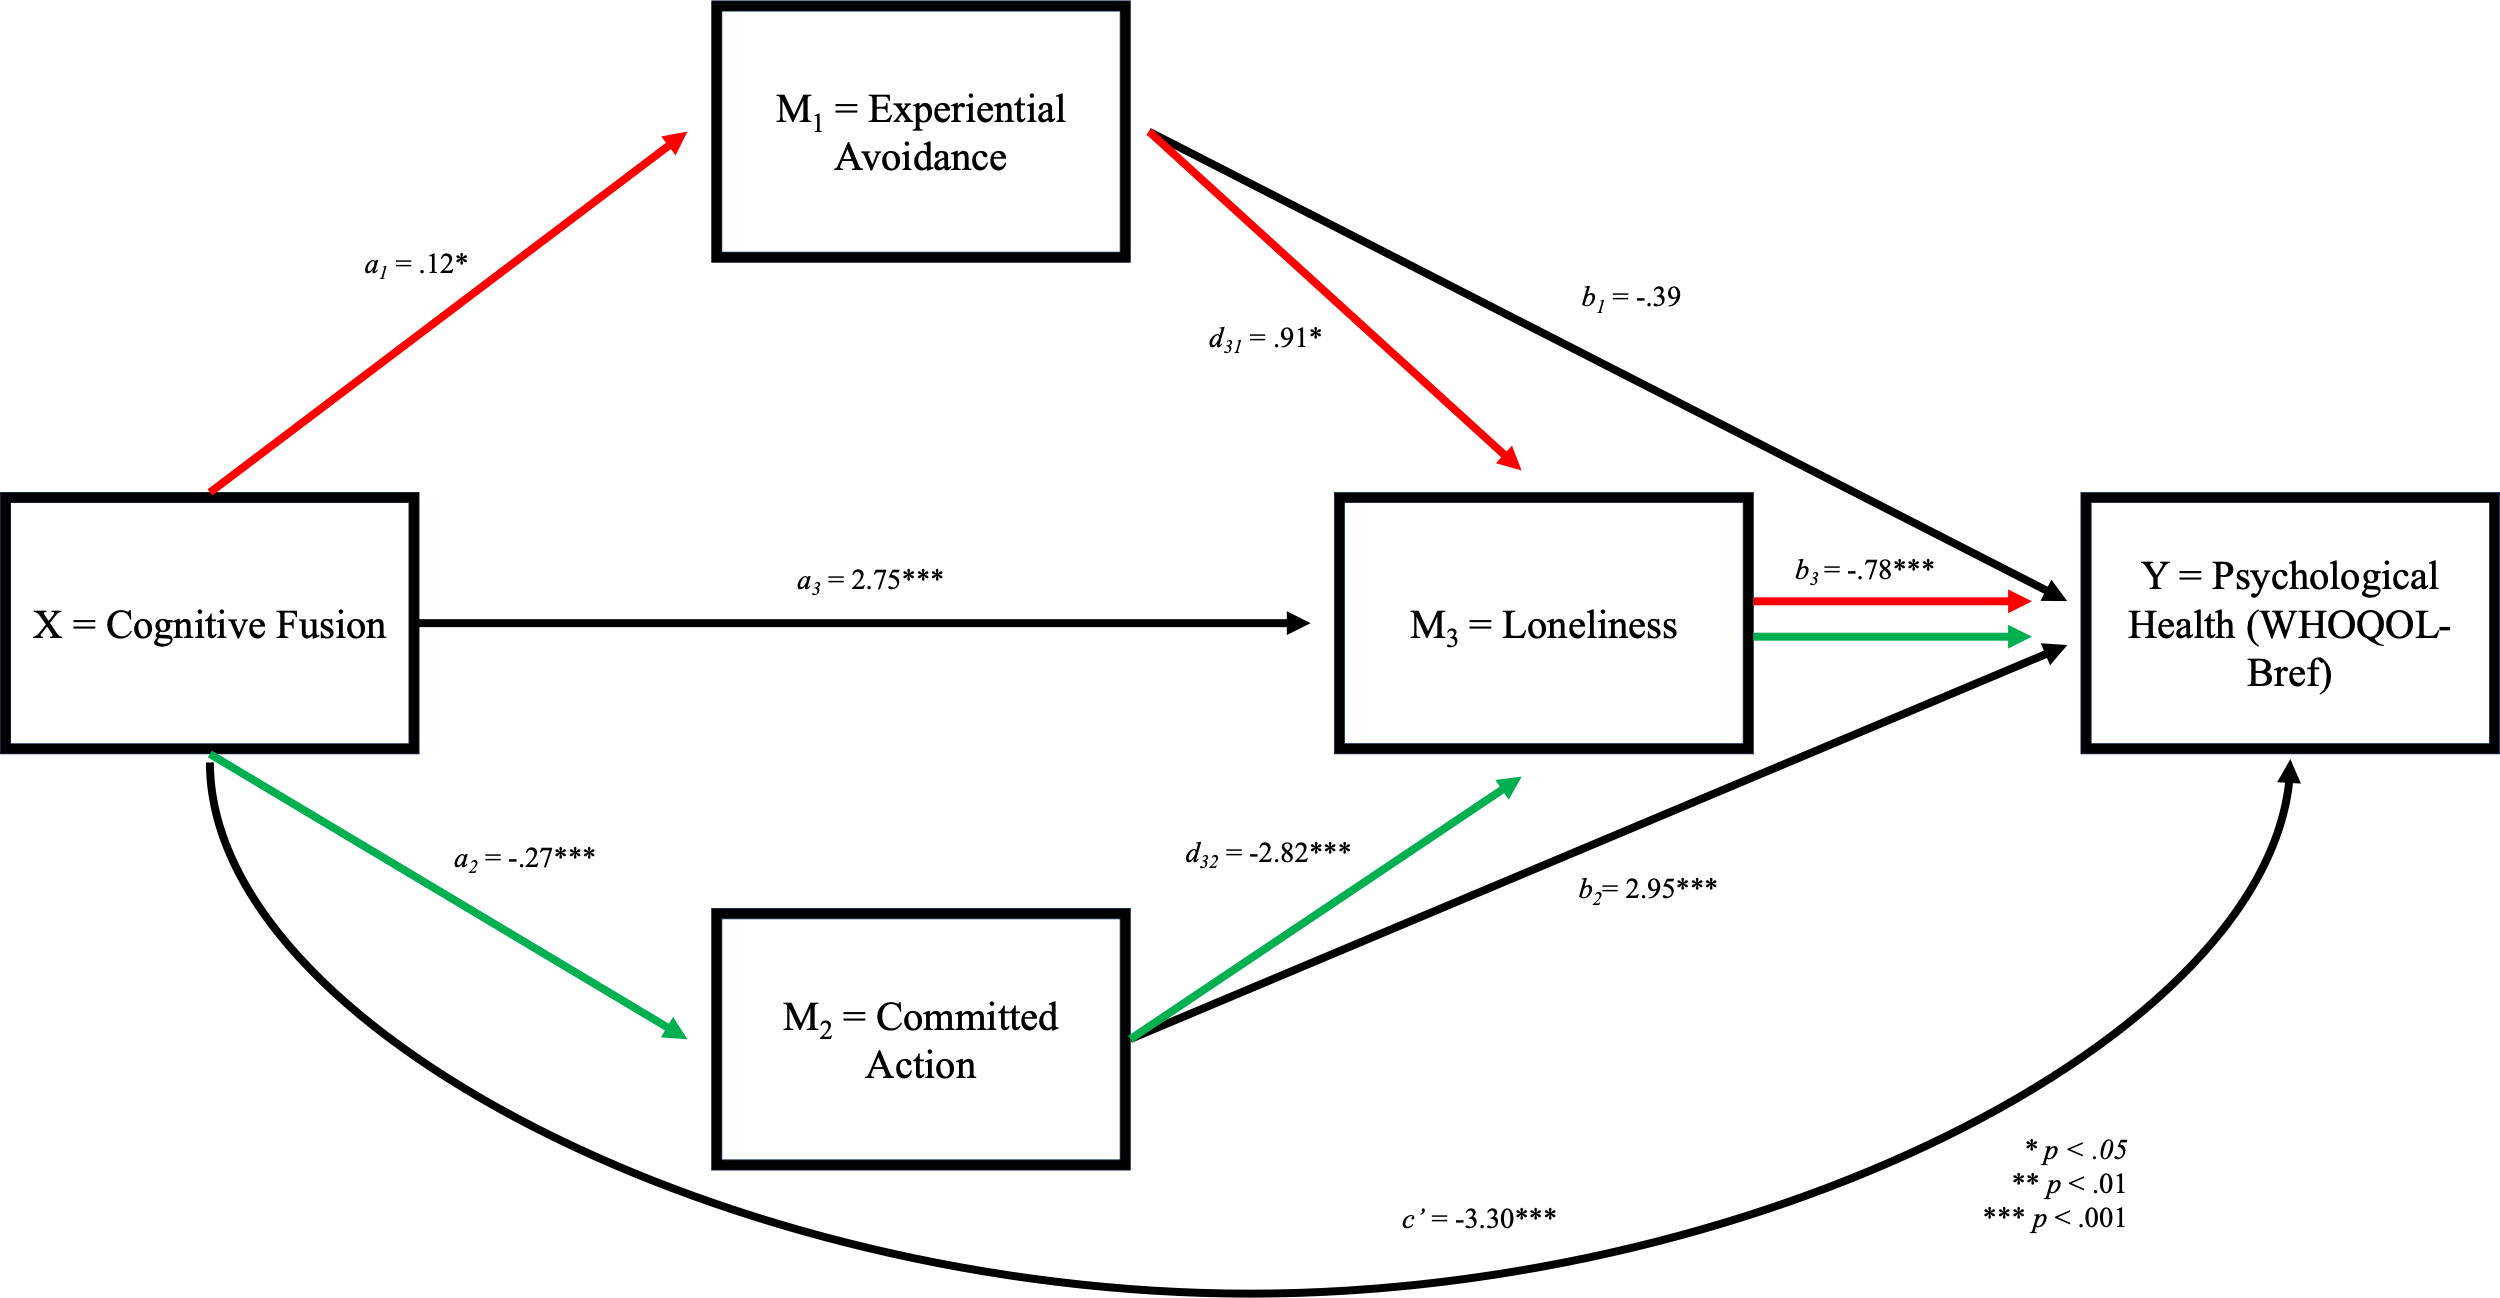 M1 = Experiential
Avoidance
a1 = .12*
b1 = -.39
d31 = .91*
X = Cognitive Fusion
a3 = 2.75***
M3 = Loneliness
b3 = -.78***
Y = Psychological
Health (WHOQOL-
Bref)
a2 = -.27***
d32 = -2.82***
b2= 2.95***
M2 = Committed
Action
c’ = -3.30***
* p < .05
** p < .01
*** p < .001